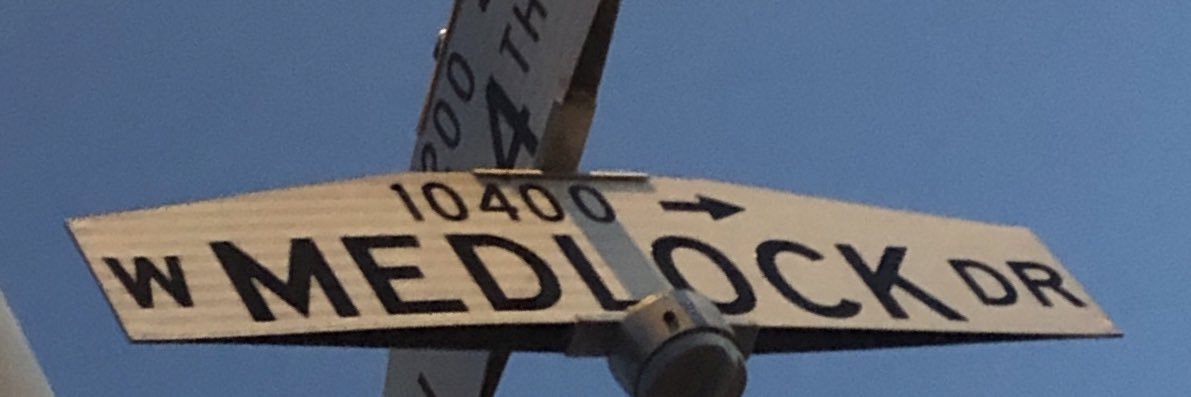 10400 →
W MEDLOCK DR
4TH